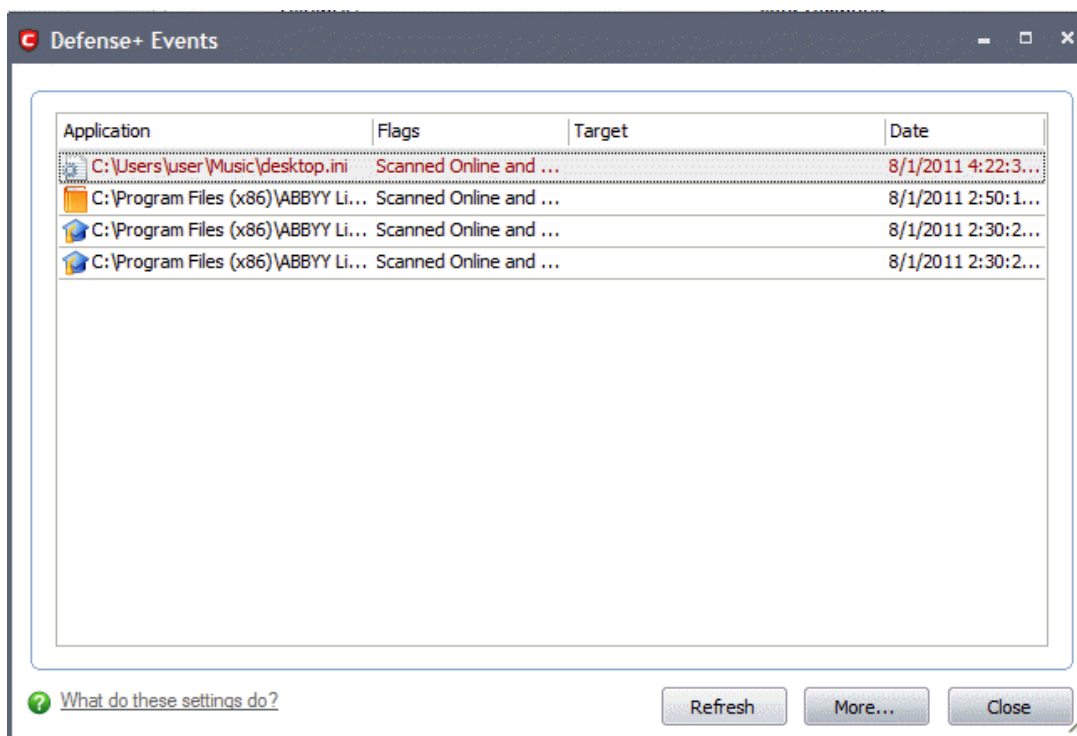 Defense+ Events
Application Flags Target Date
C:\Users\user\Music\desktop.ini Scanned Online and ... 8/1/2011 4:22:3...
C:\Program Files (x86)\ABBYY Li... Scanned Online and ... 8/1/2011 2:50:1...
C:\Program Files (x86)\ABBYY Li... Scanned Online and ... 8/1/2011 2:30:2...
C:\Program Files (x86)\ABBYY Li... Scanned Online and ... 8/1/2011 2:30:2...
What do these settings do?
Refresh More... Close